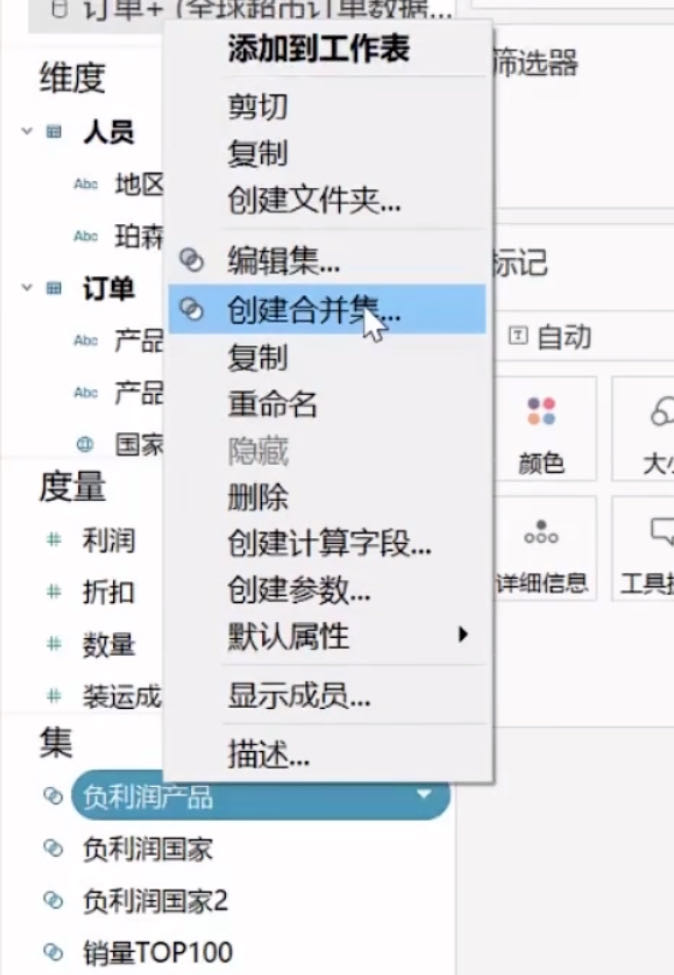 订单+ (全球超市订单数据...
维度
人员
Abc 地区
Abc 珀森
订单
Abc 产品
Abc 产品
国家
度量
# 利润
# 折扣
# 数量
# 装运成
集
负利润产品
负利润国家
负利润国家2
销量TOP100
添加到工作表
剪切
复制
创建文件夹...
编辑集...
创建合并集...
复制
重命名
隐藏
删除
创建计算字段...
创建参数...
默认属性
显示成员...
描述...
筛选器
标记
T 自动
颜色
大小
详细信息
工具